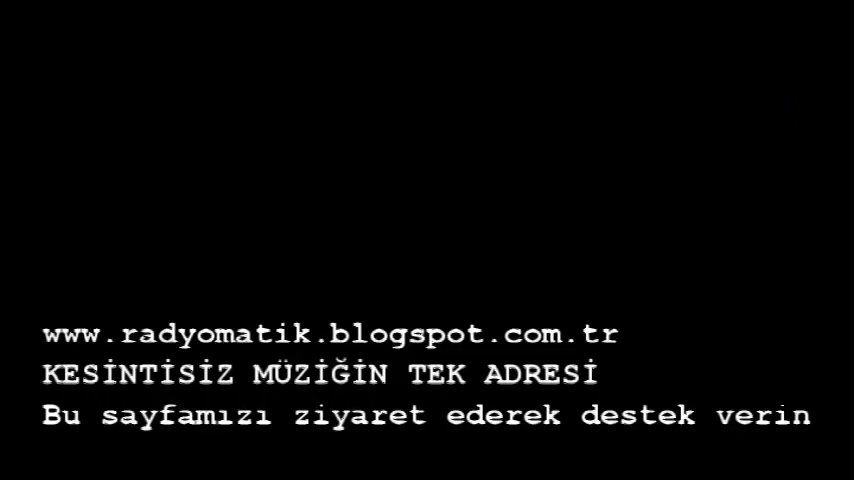 www.radyomatik.blogspot.com.tr
KESİNTİSİZ MÜZİĞİN TEK ADRESİ
Bu sayfamızı ziyaret ederek destek verin